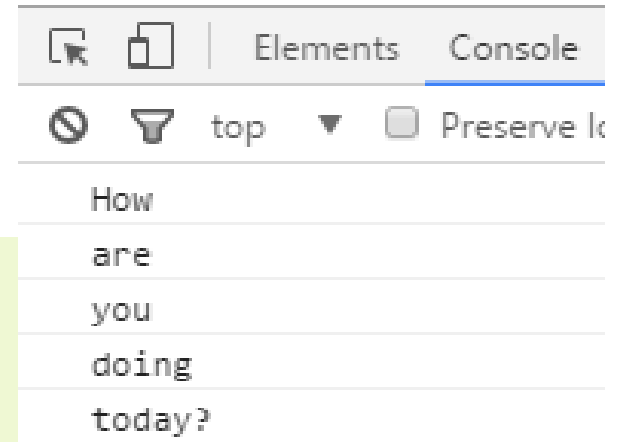 Elements Console
top Preserve lo
How
are
you
doing
today?